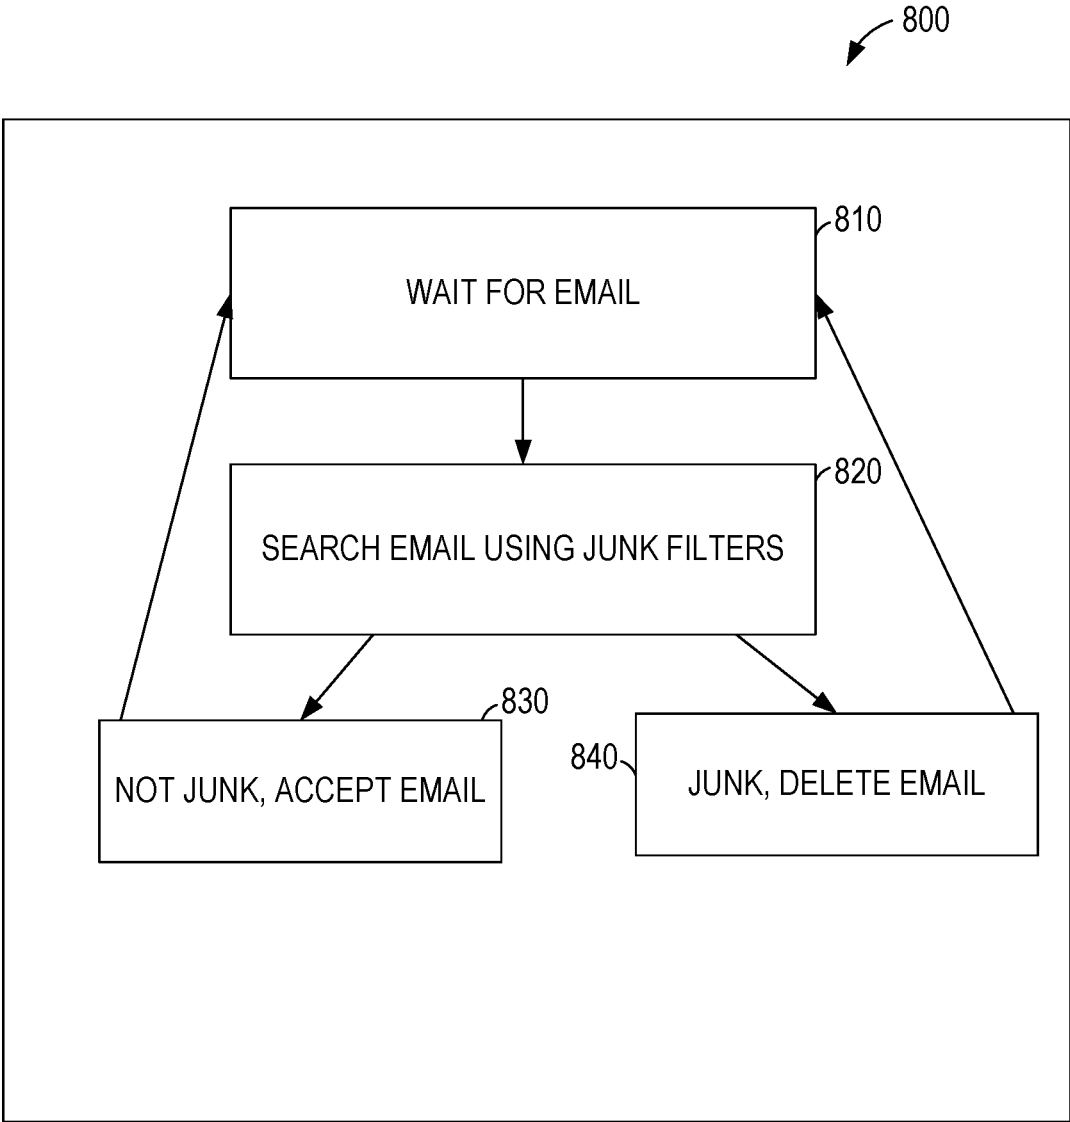 800
810
WAIT FOR EMAIL
820
SEARCH EMAIL USING JUNK FILTERS
830
NOT JUNK, ACCEPT EMAIL
840
JUNK, DELETE EMAIL